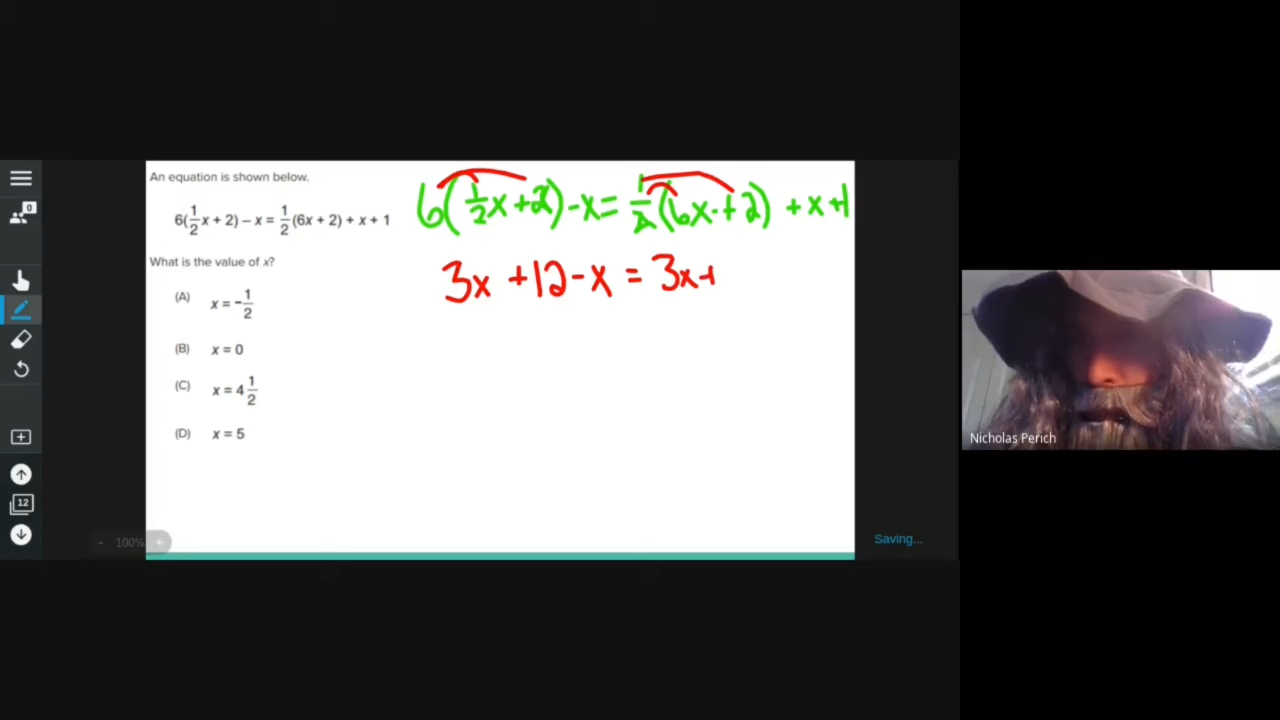 An equation is shown below.
6(1/2x + 2) – x = 1/2(6x + 2) + x + 1
What is the value of x?
(A) x = -1/2
(B) x = 0
(C) x = 4 1/2
(D) x = 5
6(1/2x+2)-x=1/2(6x+2)+x+1
3x+12-x=3x+
0
12
- 100% +
Saving...
Nicholas Perich